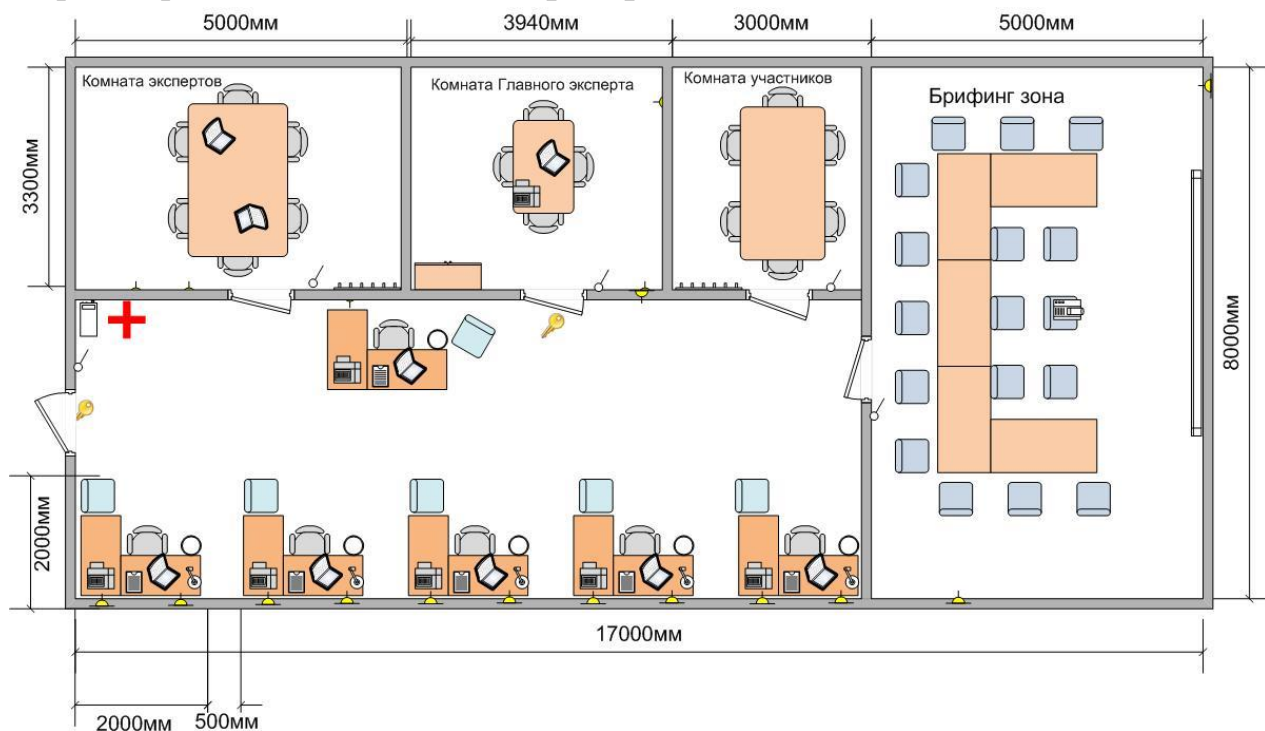 5000мм
3940мм
3000мм
5000мм
Комната экспертов
Комната Главного эксперта
Комната участников
Брифинг зона
3300мм
8000мм
2000мм
17000мм
2000мм
500мм